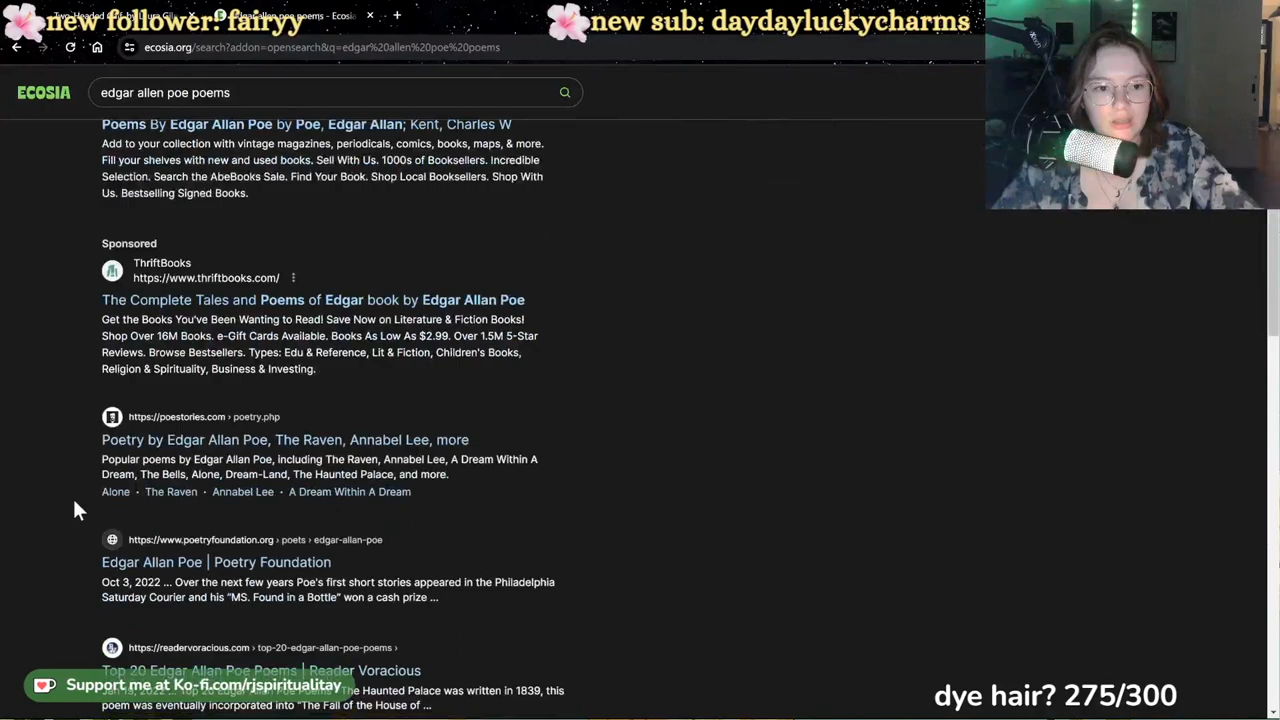 new follower: fairyy
new sub: daydayluckycharms
edgar allen poe poems - Ecosia
ecosia.org/search?addon=opensearch&q=edgar%20allen%20poe%20poems
ECOSIA
edgar allen poe poems
Poems By Edgar Allan Poe by Poe, Edgar Allan; Kent, Charles W
Add to your collection with vintage magazines, periodicals, comics, books, maps, & more.
Fill your shelves with new and used books. Sell With Us. 1000s of Booksellers. Incredible
Selection. Search the AbeBooks Sale. Find Your Book. Shop Local Booksellers. Shop With
Us. Bestselling Signed Books.
Sponsored
ThriftBooks
https://www.thriftbooks.com/
The Complete Tales and Poems of Edgar book by Edgar Allan Poe
Get the Books You've Been Wanting to Read! Save Now on Literature & Fiction Books!
Shop Over 16M Books. e-Gift Cards Available. Books As Low As $2.99. Over 1.5M 5-Star
Reviews. Browse Bestsellers. Types: Edu & Reference, Lit & Fiction, Children's Books,
Religion & Spirituality, Business & Investing.
https://poestories.com › poetry.php
Poetry by Edgar Allan Poe, The Raven, Annabel Lee, more
Popular poems by Edgar Allan Poe, including The Raven, Annabel Lee, A Dream Within A
Dream, The Bells, Alone, Dream-Land, The Haunted Palace, and more.
Alone · The Raven · Annabel Lee · A Dream Within A Dream
https://www.poetryfoundation.org › poets › edgar-allan-poe
Edgar Allan Poe | Poetry Foundation
Oct 3, 2022 ... Over the next few years Poe's first short stories appeared in the Philadelphia
Saturday Courier and his “MS. Found in a Bottle” won a cash prize ...
https://readervoracious.com › top-20-edgar-allan-poe-poems ›
Top 20 Edgar Allan Poe Poems | Reader Voracious
The Haunted Palace was written in 1839, this
poem was eventually incorporated into “The Fall of the House of ...
Support me at Ko-fi.com/rjspiritualitay
dye hair? 275/300